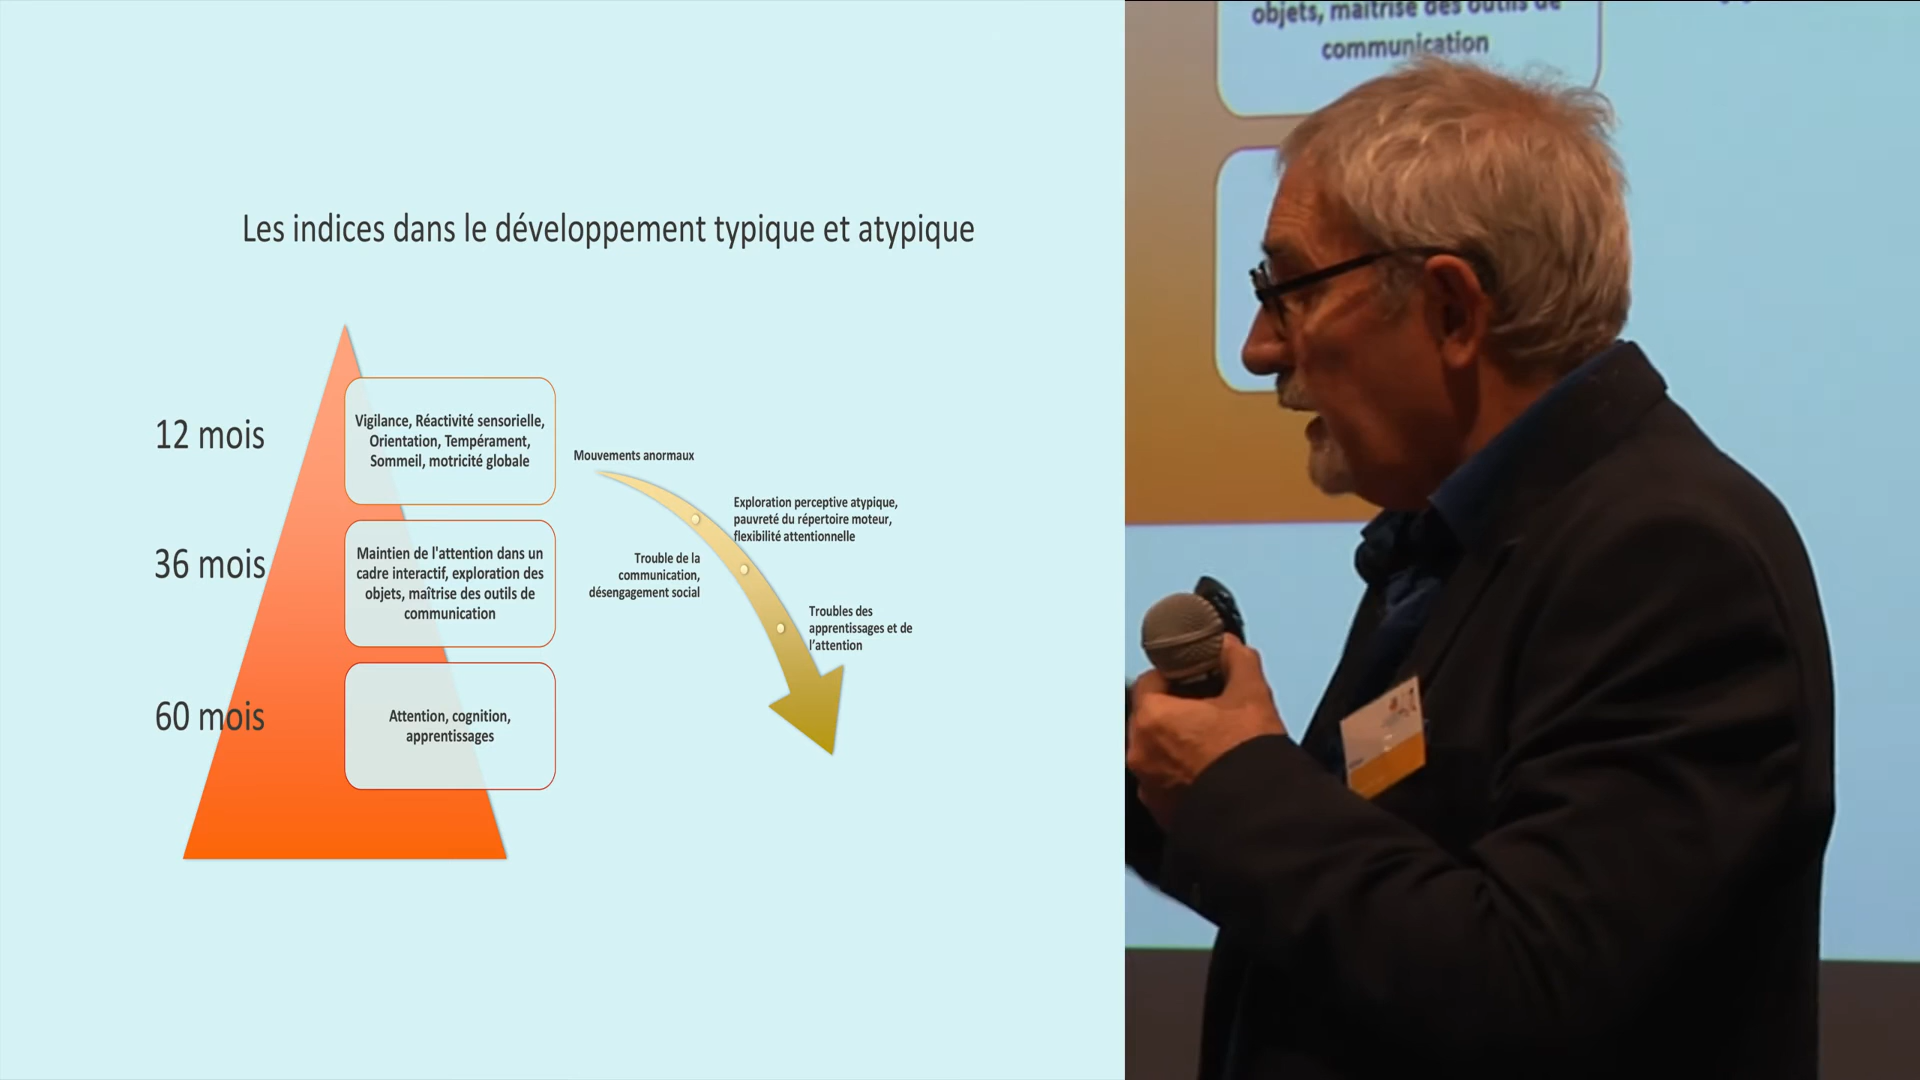 Les indices dans le développement typique et atypique
12 mois
Vigilance, Réactivité sensorielle,
Orientation, Tempérament,
Sommeil, motricité globale
36 mois
Maintien de l'attention dans un
cadre interactif, exploration des
objets, maîtrise des outils de
communication
60 mois
Attention, cognition,
apprentissages
Mouvements anormaux
Exploration perceptive atypique,
pauvreté du répertoire moteur,
flexibilité attentionnelle
Trouble de la
communication,
désengagement social
Troubles des
apprentissages et de
l'attention
objets, maîtrise des outils de
communication